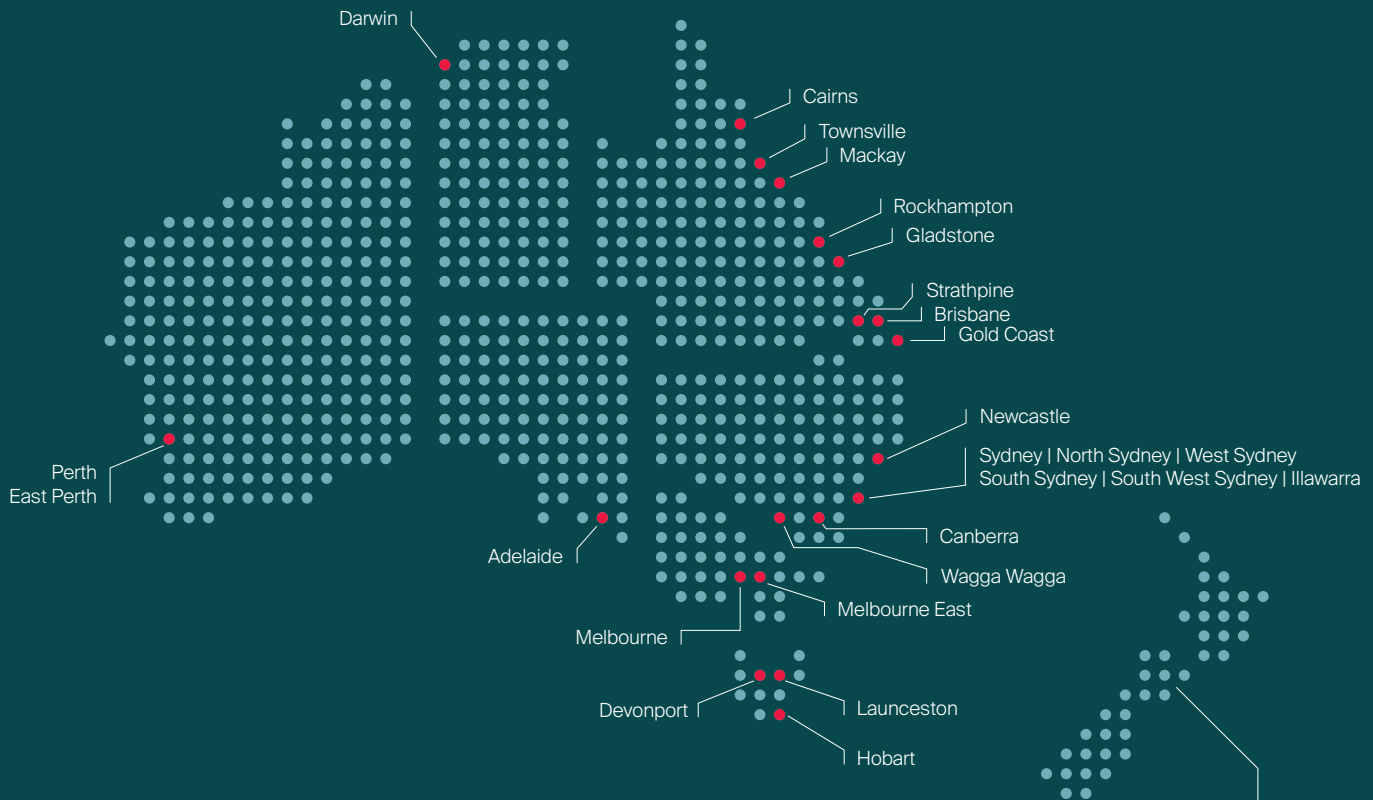 Darwin
Cairns
Townsville
Mackay
Rockhampton
Gladstone
Strathpine
Brisbane
Gold Coast
Newcastle
Sydney | North Sydney | West Sydney
South Sydney | South West Sydney | Illawarra
Perth
East Perth
Canberra
Adelaide
Wagga Wagga
Melbourne East
Melbourne
Devonport
Launceston
Hobart